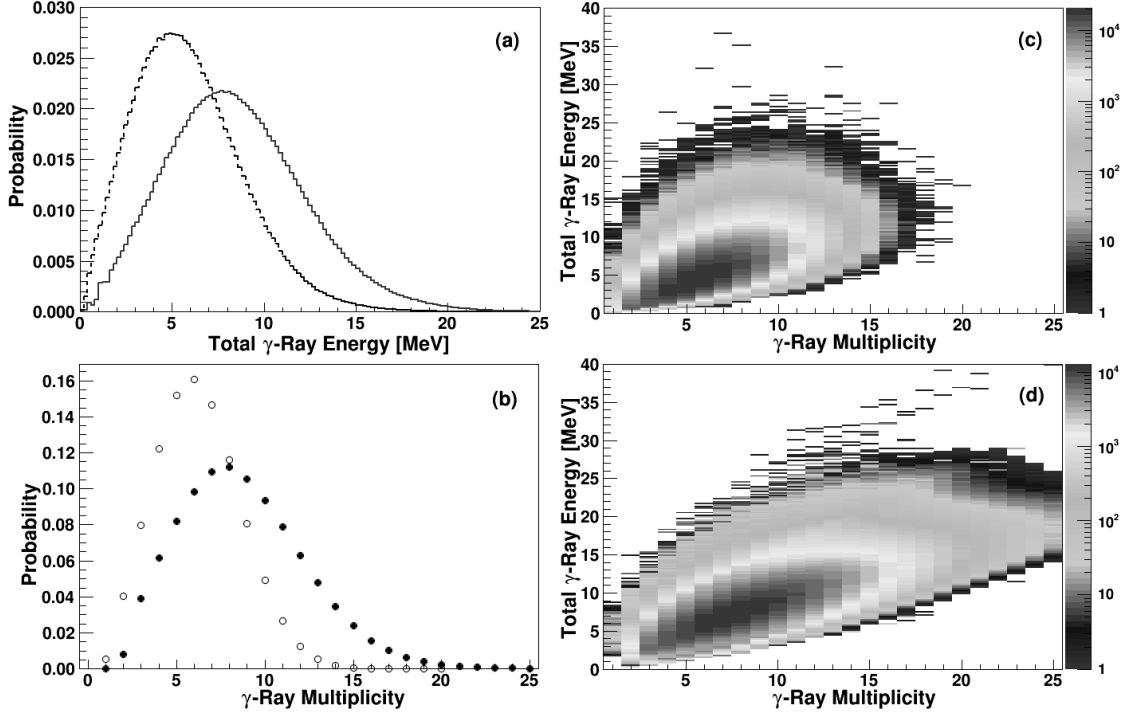 0.030
0.025
0.020
0.015
0.010
0.005
0.000
Probability
(a)
0 5 10 15 20 25
Total γ-Ray Energy [MeV]
40
35
30
25
20
15
10
5
0
Total γ-Ray Energy [MeV]
(c)
5 10 15 20 25
γ-Ray Multiplicity
10⁴
10³
10²
10
1
0.16
0.14
0.12
0.10
0.08
0.06
0.04
0.02
0.00
Probability
(b)
0 5 10 15 20 25
γ-Ray Multiplicity
40
35
30
25
20
15
10
5
0
Total γ-Ray Energy [MeV]
(d)
5 10 15 20 25
γ-Ray Multiplicity
10⁴
10³
10²
10
1